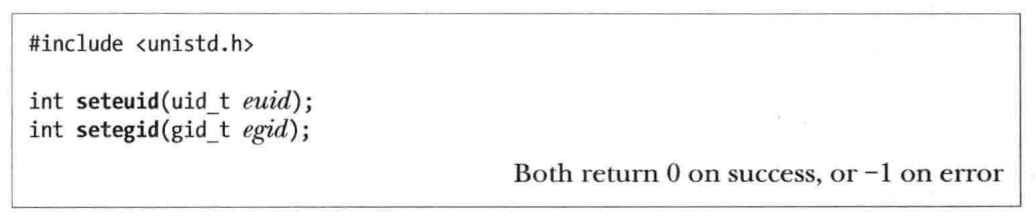 #include <unistd.h>
int seteuid(uid_t euid);
int setegid(gid_t egid);
Both return 0 on success, or −1 on error